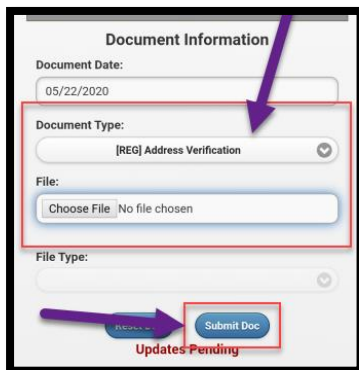 Document Information
Document Date:
05/22/2020
Document Type:
[REG] Address Verification
File:
Choose File No file chosen
File Type:
Submit Doc
Updates Pending